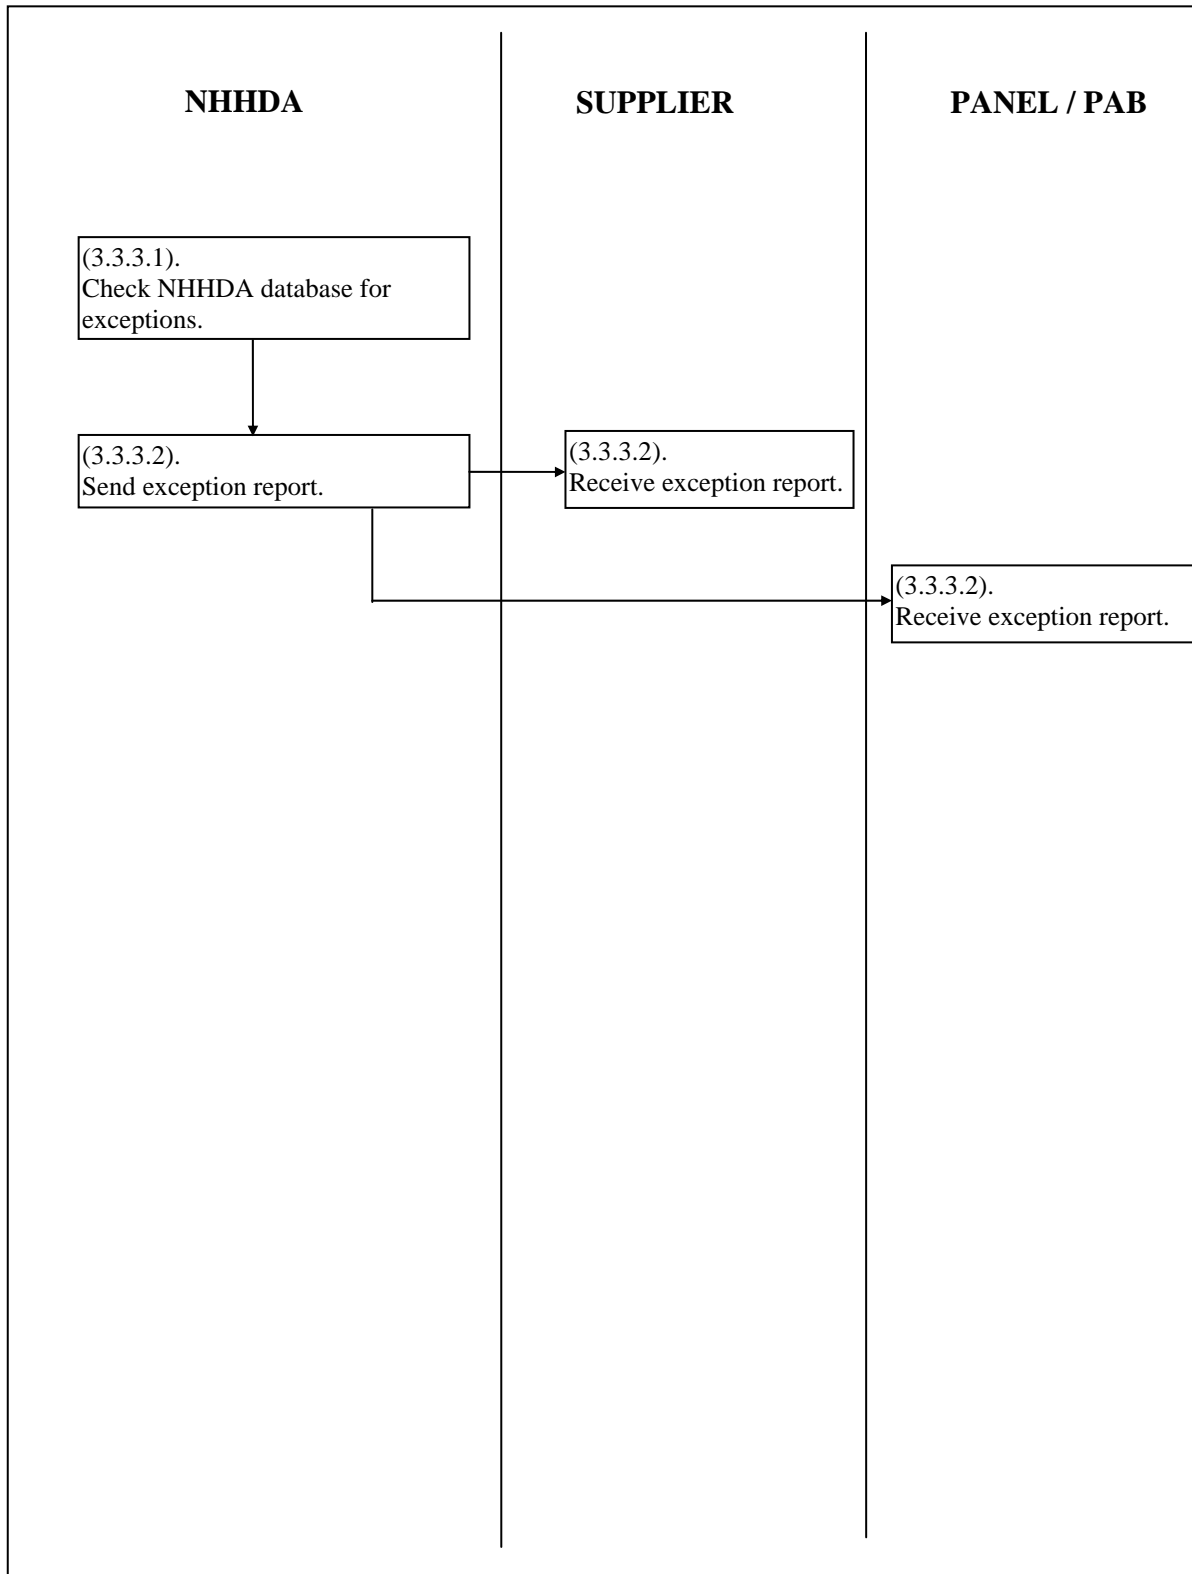 NHHDA
SUPPLIER
PANEL / PAB
(3.3.3.1).
Check NHHDA database for
exceptions.
(3.3.3.2).
Send exception report.
(3.3.3.2).
Receive exception report.
(3.3.3.2).
Receive exception report.